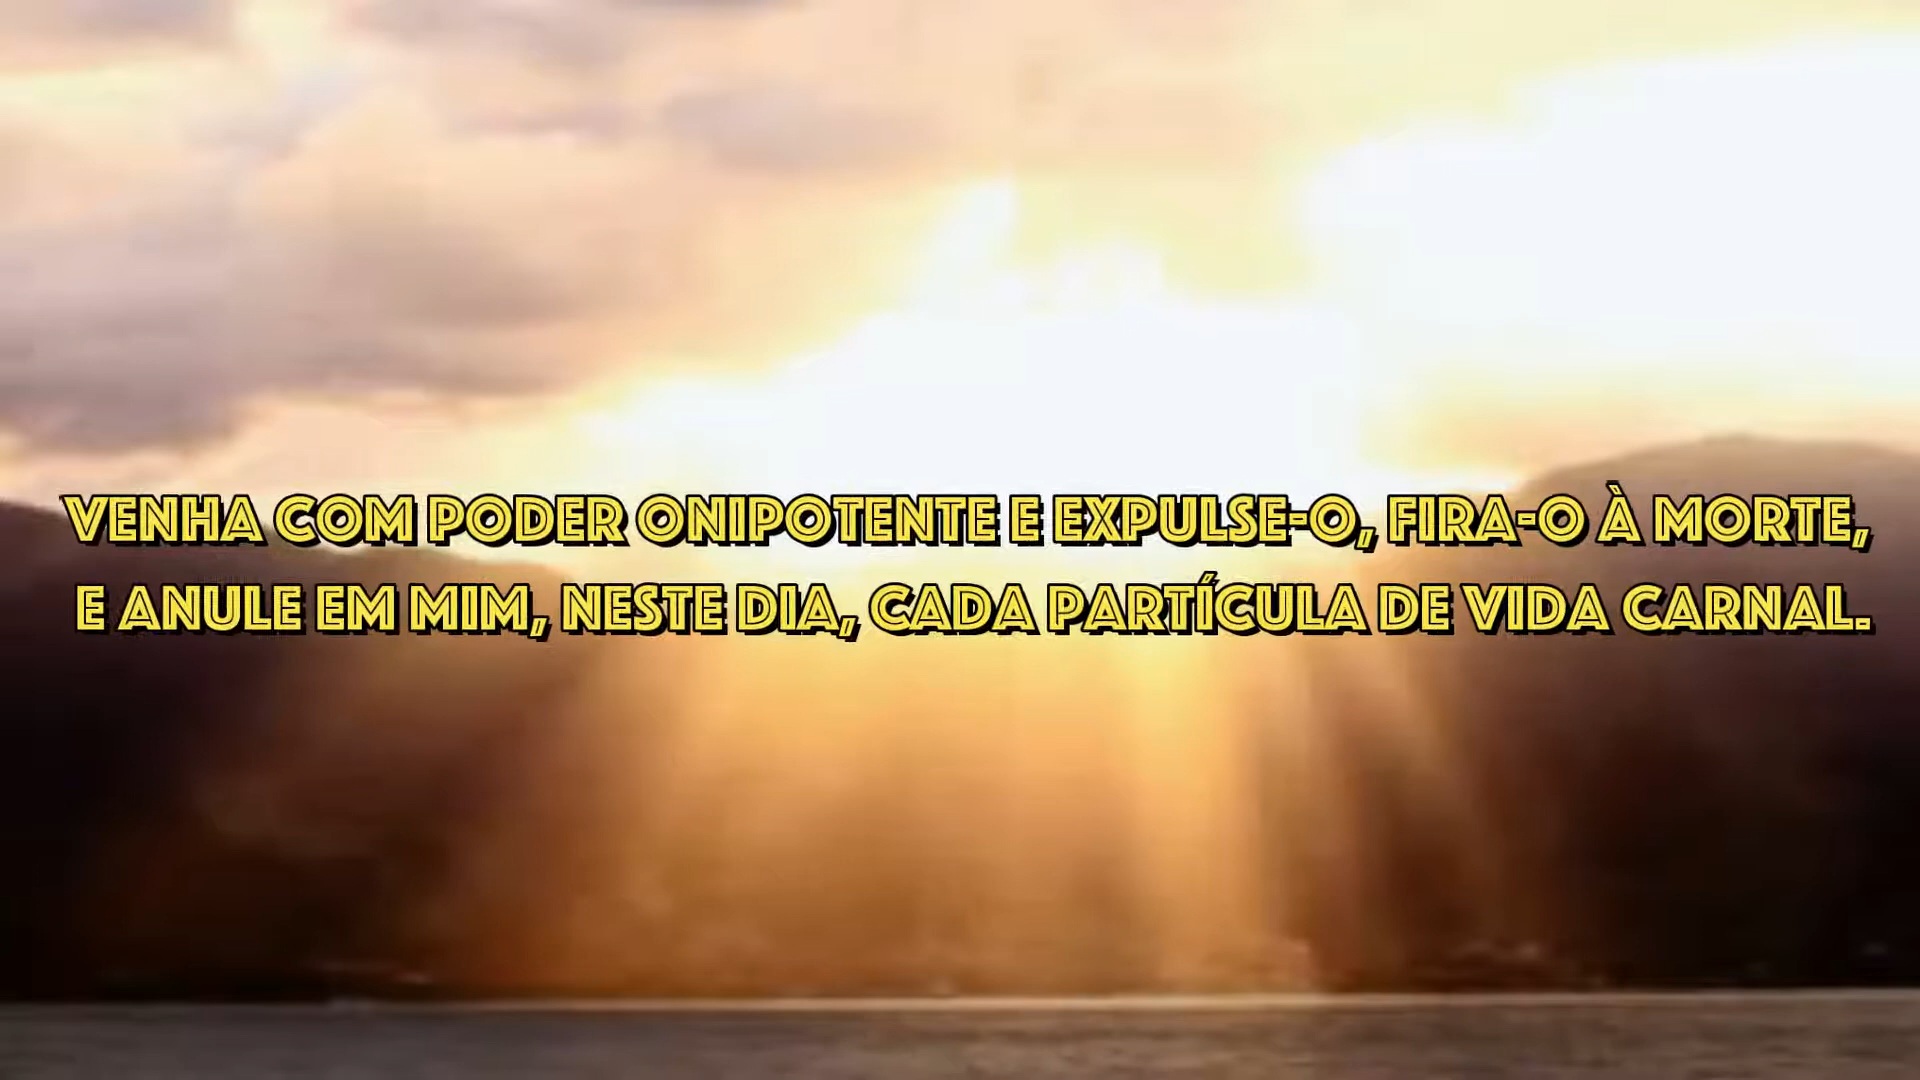 VENHA COM PODER ONIPOTENTE E EXPULSE-O, FIRA-O À MORTE,
E ANULE EM MIM, NESTE DIA, CADA PARTÍCULA DE VIDA CARNAL.